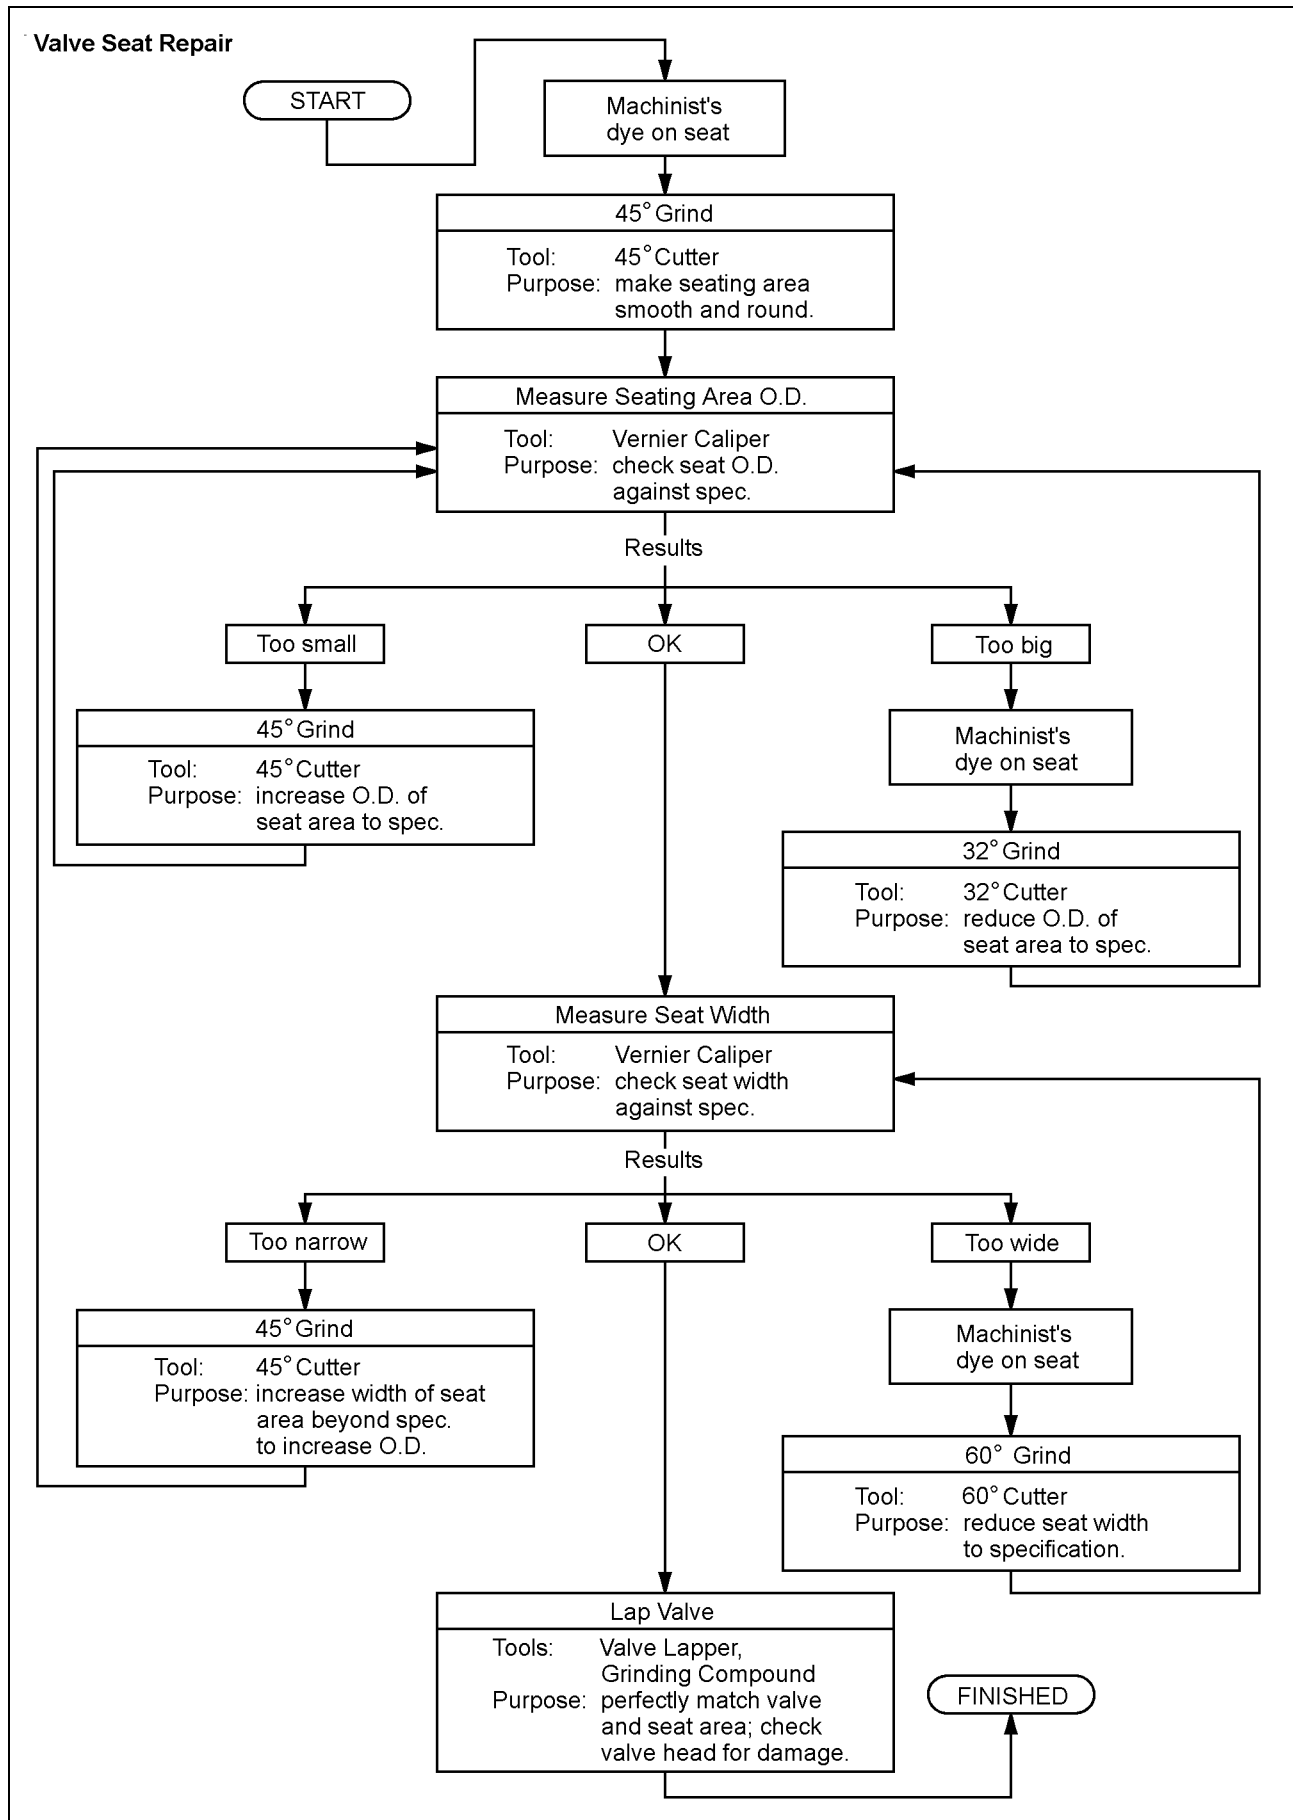 Valve Seat Repair
START
Machinist's
dye on seat
45° Grind
Tool: 45° Cutter
Purpose: make seating area
smooth and round.
Measure Seating Area O.D.
Tool: Vernier Caliper
Purpose: check seat O.D.
against spec.
Results
Too small
OK
Too big
45° Grind
Tool: 45° Cutter
Purpose: increase O.D. of
seat area to spec.
Machinist's
dye on seat
32° Grind
Tool: 32° Cutter
Purpose: reduce O.D. of
seat area to spec.
Measure Seat Width
Tool: Vernier Caliper
Purpose: check seat width
against spec.
Results
Too narrow
OK
Too wide
45° Grind
Tool: 45° Cutter
Purpose: increase width of seat
area beyond spec.
to increase O.D.
Machinist's
dye on seat
60° Grind
Tool: 60° Cutter
Purpose: reduce seat width
to specification.
Lap Valve
Tools: Valve Lapper,
Grinding Compound
Purpose: perfectly match valve
and seat area; check
valve head for damage.
FINISHED